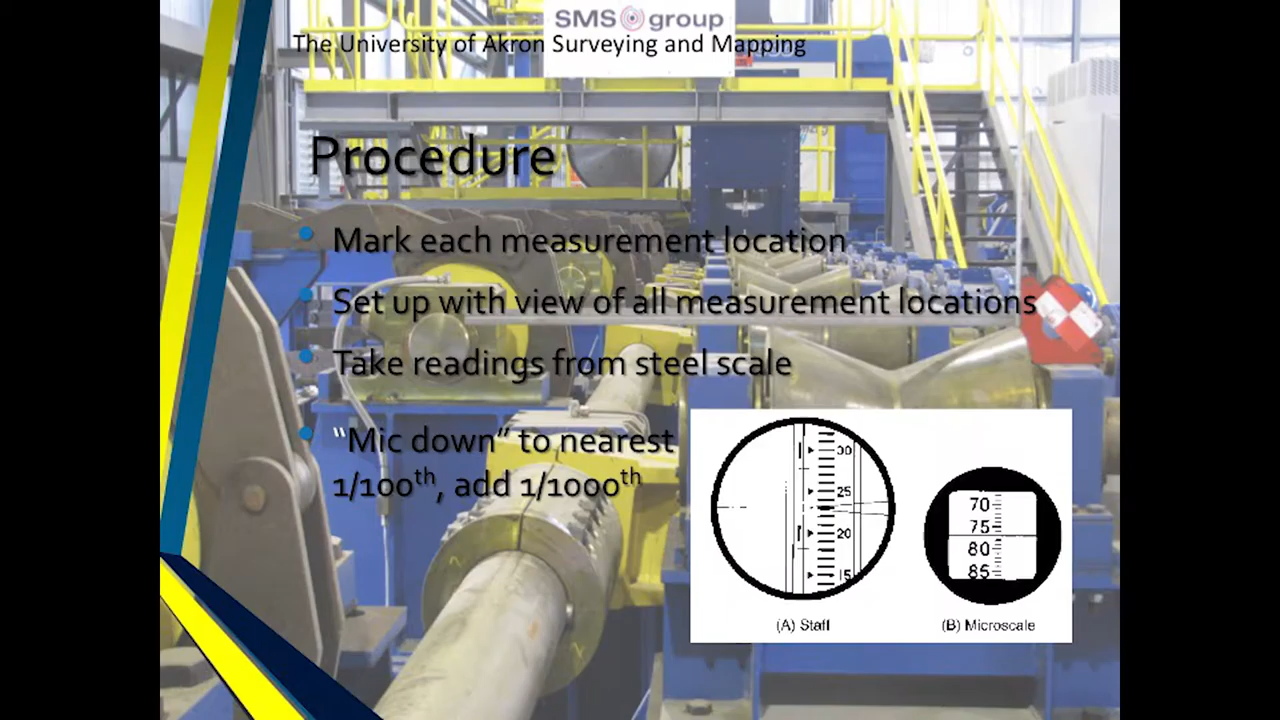 SMS group
The University of Akron Surveying and Mapping
Procedure
Mark each measurement location
Set up with view of all measurement locations
Take readings from steel scale
“Mic down” to nearest
1/100th, add 1/1000th
30
25
20
15
70
75
80
85
(A) Staff
(B) Microscale